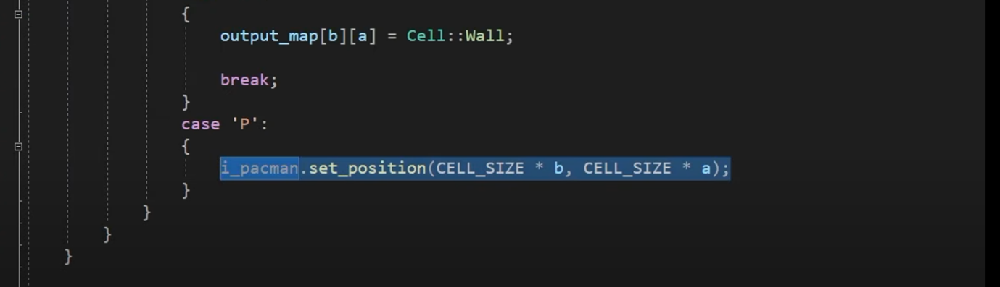 {
output_map[b][a] = Cell::Wall;
break;
}
case 'P':
{
i_pacman.set_position(CELL_SIZE * b, CELL_SIZE * a);
}
}
}
}